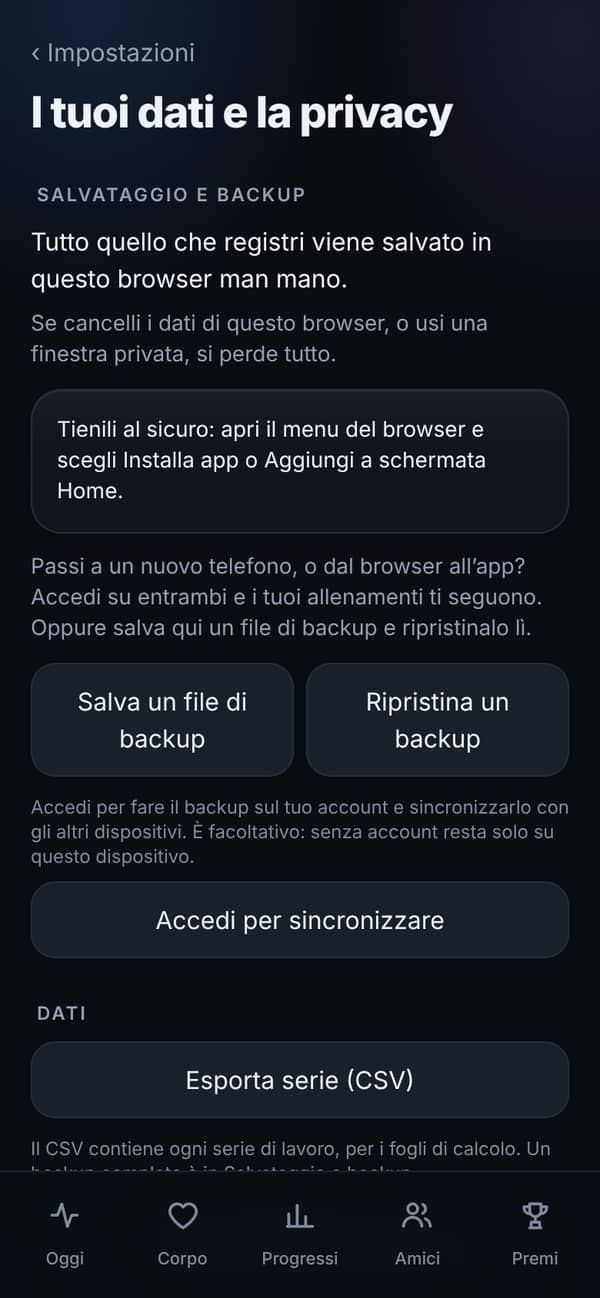 ‹ Impostazioni
I tuoi dati e la privacy
SALVATAGGIO E BACKUP
Tutto quello che registri viene salvato in
questo browser man mano.
Se cancelli i dati di questo browser, o usi una
finestra privata, si perde tutto.
Tienili al sicuro: apri il menu del browser e
scegli Installa app o Aggiungi a schermata
Home.
Passi a un nuovo telefono, o dal browser all’app?
Accedi su entrambi e i tuoi allenamenti ti seguono.
Oppure salva qui un file di backup e ripristinalo lì.
Salva un file di
backup
Ripristina un
backup
Accedi per fare il backup sul tuo account e sincronizzarlo con
gli altri dispositivi. È facoltativo: senza account resta solo su
questo dispositivo.
Accedi per sincronizzare
DATI
Esporta serie (CSV)
Il CSV contiene ogni serie di lavoro, per i fogli di calcolo. Un
Oggi
Corpo
Progressi
Amici
Premi